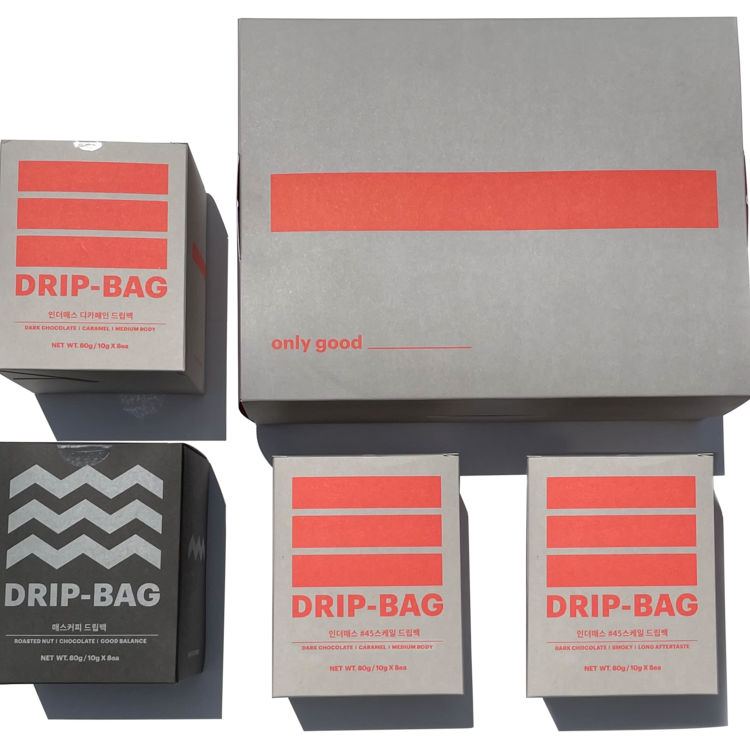 DRIP-BAG
인더매스 디카페인 드립백
DARK CHOCOLATE | CARAMEL | MEDIUM BODY
NET WT. 80g / 10g X 8ea
only good ____________
DRIP-BAG
매스커피 드립백
ROASTED NUT | CHOCOLATE | GOOD BALANCE
NET WT. 80g / 10g X 8ea
DRIP-BAG
인더매스 #45스케일 드립백
DARK CHOCOLATE | CARAMEL | MEDIUM BODY
NET WT. 80g / 10g X 8ea
DRIP-BAG
인더매스 #45스케일 드립백
DARK CHOCOLATE | SMOKY | LONG AFTERTASTE
NET WT. 80g / 10g X 8ea